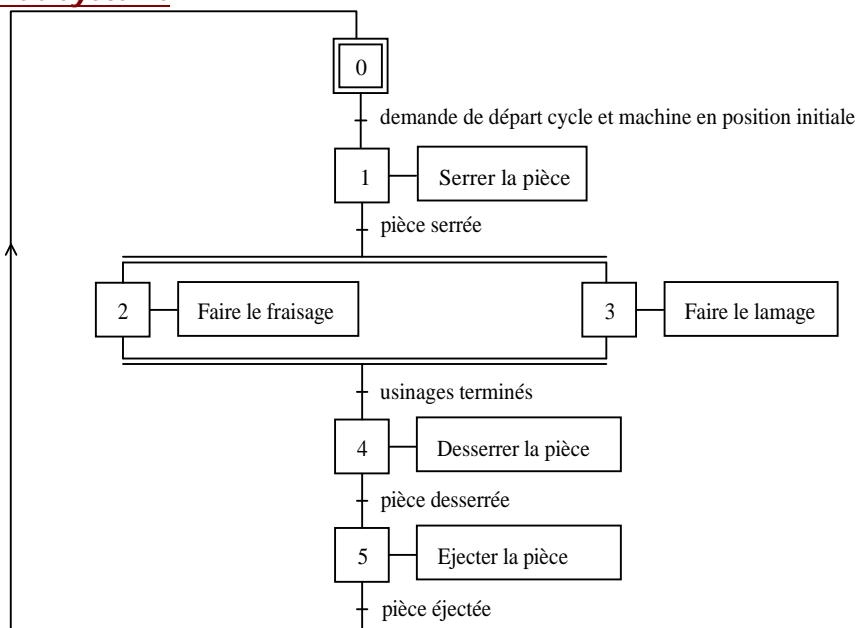 0
demande de départ cycle et machine en position initiale
1 Serrer la pièce
pièce serrée
2 Faire le fraisage 3 Faire le lamage
usinages terminés
4 Desserrer la pièce
pièce desserrée
5 Ejecter la pièce
pièce éjectée